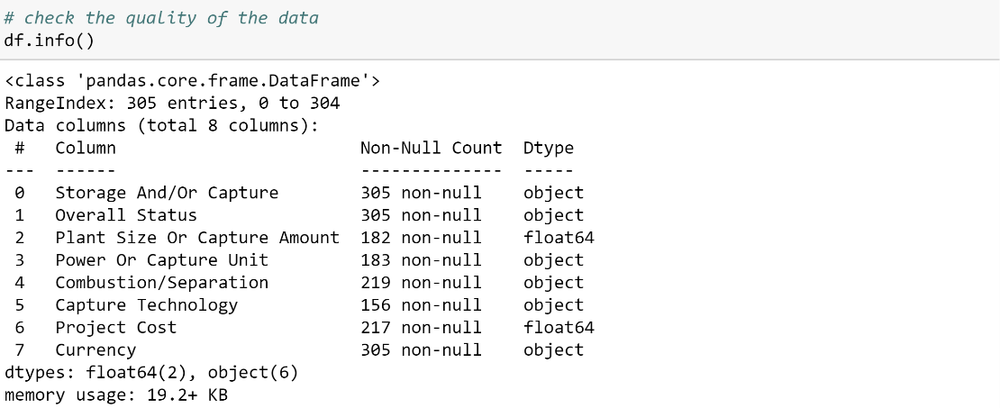 # check the quality of the data
df.info()
<class 'pandas.core.frame.DataFrame'>
RangeIndex: 305 entries, 0 to 304
Data columns (total 8 columns):
 #   Column                         Non-Null Count  Dtype
---  ------                         --------------  -----
 0   Storage And/Or Capture         305 non-null    object
 1   Overall Status                 305 non-null    object
 2   Plant Size Or Capture Amount   182 non-null    float64
 3   Power Or Capture Unit          183 non-null    object
 4   Combustion/Separation          219 non-null    object
 5   Capture Technology             156 non-null    object
 6   Project Cost                   217 non-null    float64
 7   Currency                       305 non-null    object
dtypes: float64(2), object(6)
memory usage: 19.2+ KB